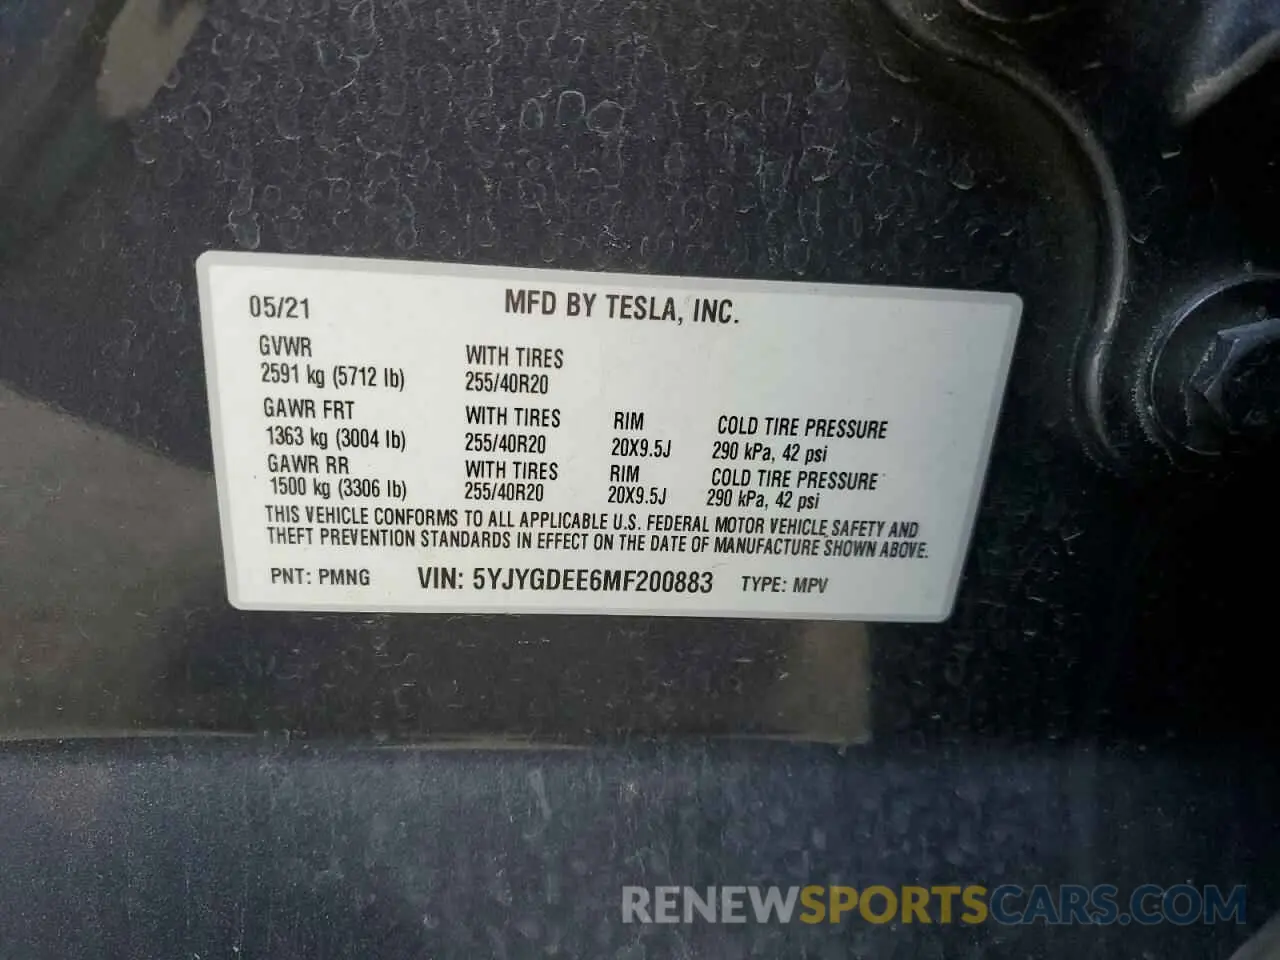 05/21 MFD BY TESLA, INC.
GVWR WITH TIRES
2591 kg (5712 lb) 255/40R20
GAWR FRT WITH TIRES RIM COLD TIRE PRESSURE
1363 kg (3004 lb) 255/40R20 20X9.5J 290 kPa, 42 psi
GAWR RR WITH TIRES RIM COLD TIRE PRESSURE
1500 kg (3306 lb) 255/40R20 20X9.5J 290 kPa, 42 psi
THIS VEHICLE CONFORMS TO ALL APPLICABLE U.S. FEDERAL MOTOR VEHICLE SAFETY AND
THEFT PREVENTION STANDARDS IN EFFECT ON THE DATE OF MANUFACTURE SHOWN ABOVE.
PNT: PMNG VIN: 5YJYGDEE6MF200883 TYPE: MPV
RENEWSPORTSCARS.COM